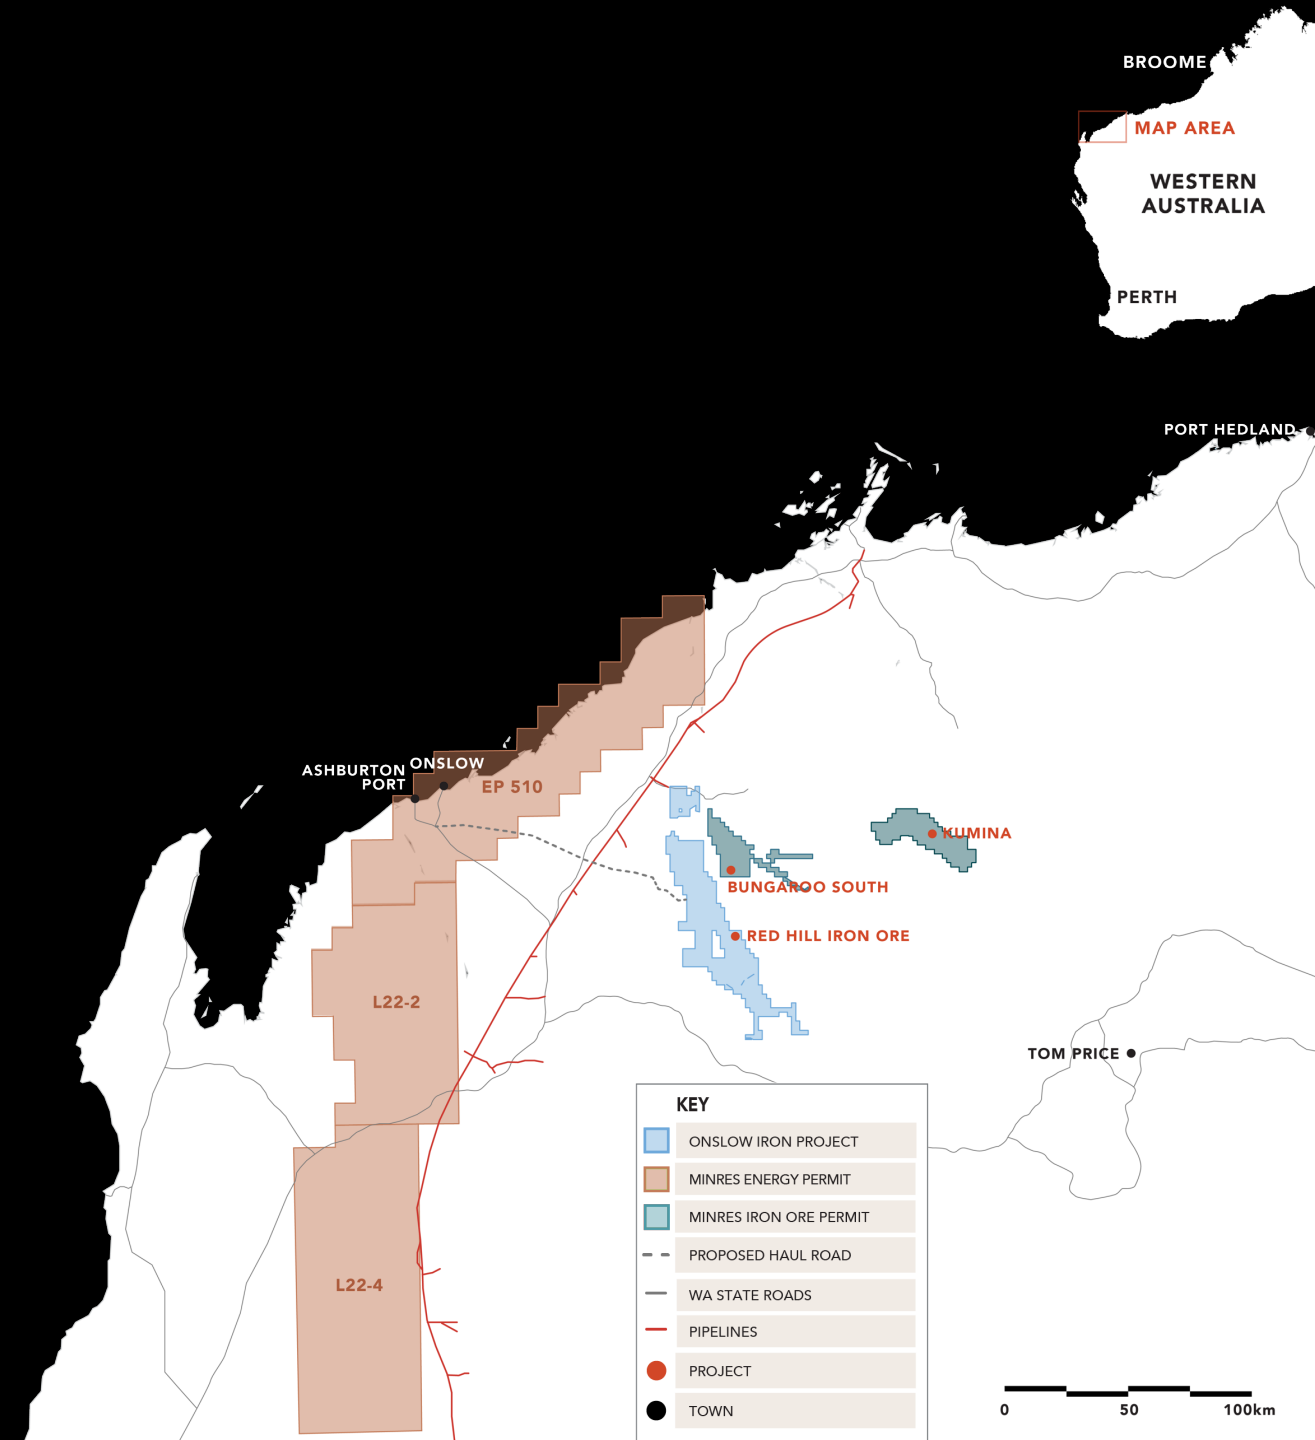 BROOME
MAP AREA
WESTERN
AUSTRALIA
PERTH
PORT HEDLAND
ONSLOW
ASHBURTON
PORT
EP 510
KUMINA
BUNGAROO SOUTH
RED HILL IRON ORE
L22-2
TOM PRICE
L22-4
KEY
ONSLOW IRON PROJECT
MINRES ENERGY PERMIT
MINRES IRON ORE PERMIT
PROPOSED HAUL ROAD
WA STATE ROADS
PIPELINES
PROJECT
TOWN
0 50 100km